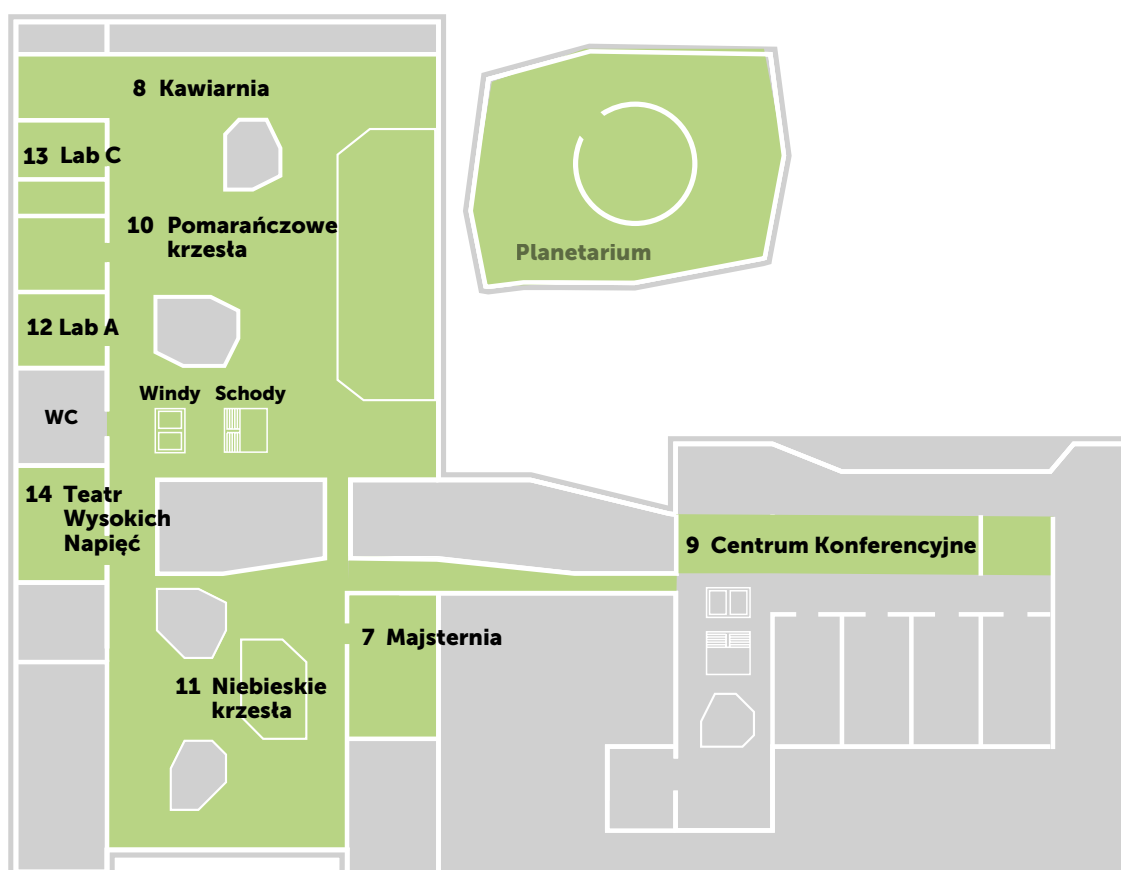 8 Kawiarnia
13 Lab C
10 Pomarańczowe
krzesła
Planetarium
12 Lab A
Windy Schody
WC
14 Teatr
Wysokich
Napięć
9 Centrum Konferencyjne
7 Majsternia
11 Niebieskie
krzesła